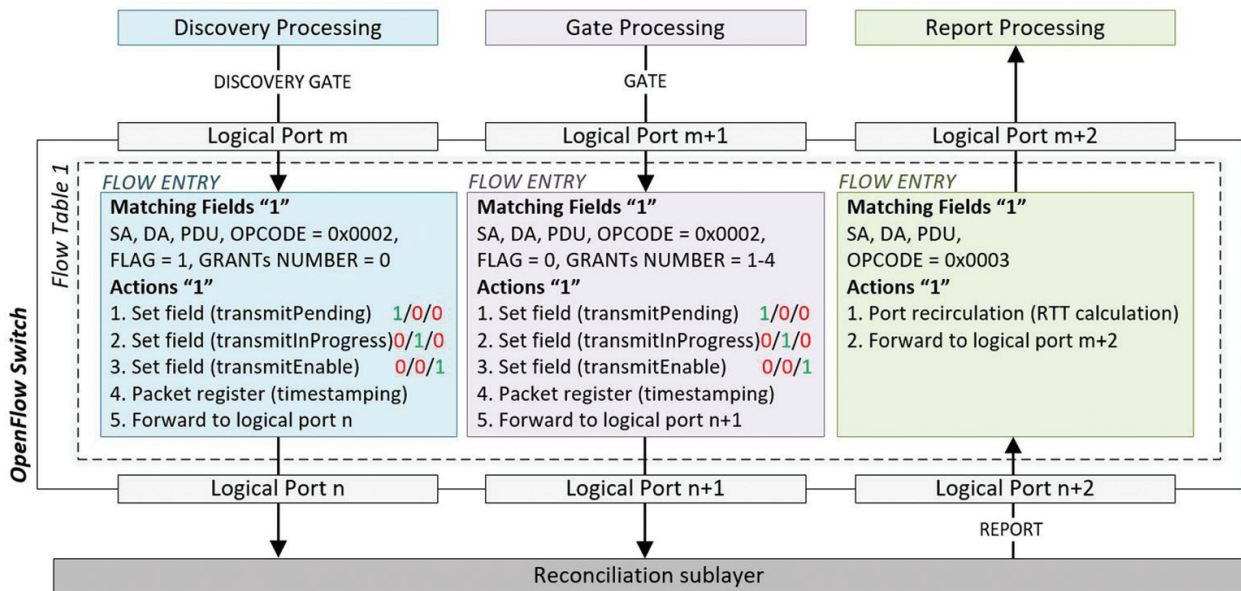 Discovery Processing
Gate Processing
Report Processing
DISCOVERY GATE
GATE
Logical Port m
Logical Port m+1
Logical Port m+2
OpenFlow Switch
Flow Table 1
FLOW ENTRY
Matching Fields “1”
SA, DA, PDU, OPCODE = 0x0002,
FLAG = 1, GRANTs NUMBER = 0
Actions “1”
1. Set field (transmitPending) 1/0/0
2. Set field (transmitInProgress)0/1/0
3. Set field (transmitEnable) 0/0/1
4. Packet register (timestamping)
5. Forward to logical port n
FLOW ENTRY
Matching Fields “1”
SA, DA, PDU, OPCODE = 0x0002,
FLAG = 0, GRANTs NUMBER = 1-4
Actions “1”
1. Set field (transmitPending) 1/0/0
2. Set field (transmitInProgress)0/1/0
3. Set field (transmitEnable) 0/0/1
4. Packet register (timestamping)
5. Forward to logical port n+1
FLOW ENTRY
Matching Fields “1”
SA, DA, PDU,
OPCODE = 0x0003
Actions “1”
1. Port recirculation (RTT calculation)
2. Forward to logical port m+2
Logical Port n
Logical Port n+1
Logical Port n+2
REPORT
Reconciliation sublayer